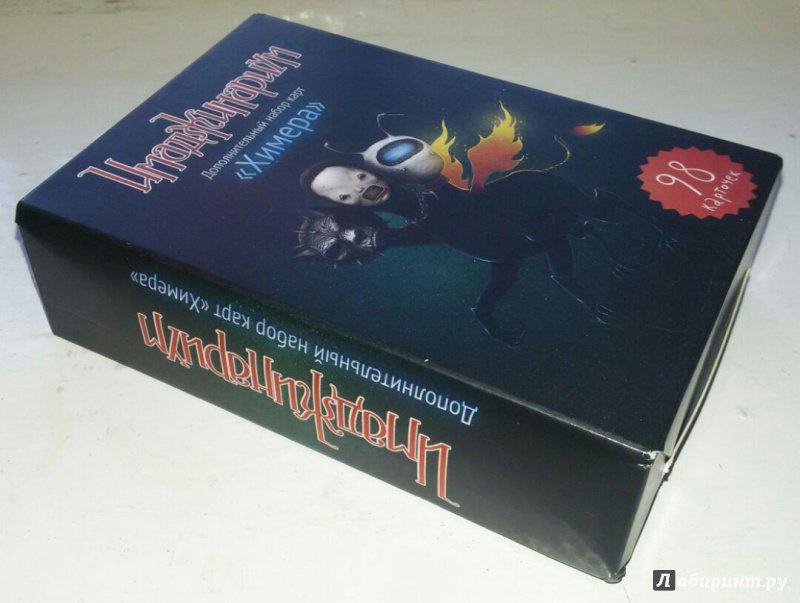 Имаджинариум
Дополнительный набор карт
«Химера»
98
карточек
Имаджинариум
Дополнительный набор карт «Химера»
Лабиринт.ру